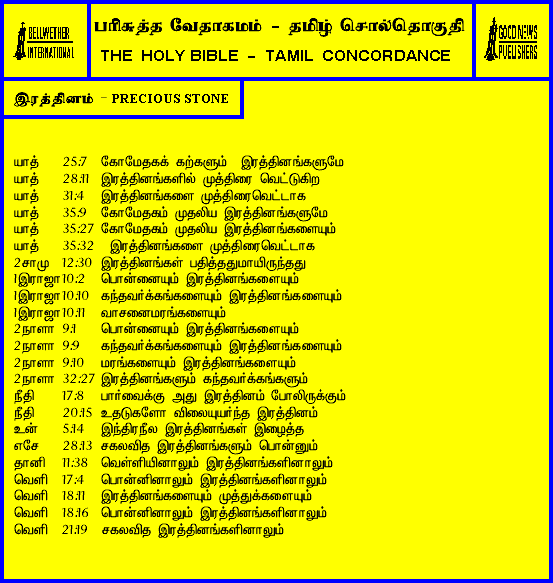 BELLWETHER
INTERNATIONAL
பரிசுத்த வேதாகமம் - தமிழ் சொல்தொகுதி
THE HOLY BIBLE - TAMIL CONCORDANCE
GOOD NEWS
PUBLISHERS
இரத்தினம் - PRECIOUS STONE
யாத் 25:7 கோமேதகக் கற்களும் இரத்தினங்களுமே
யாத் 28:11 இரத்தினங்களில் முத்திரை வெட்டுகிற
யாத் 31:4 இரத்தினங்களை முத்திரைவெட்டாக
யாத் 35:9 கோமேதகம் முதலிய இரத்தினங்களுமே
யாத் 35:27 கோமேதகம் முதலிய இரத்தினங்களையும்
யாத் 35:32 இரத்தினங்களை முத்திரைவெட்டாக
2சாமு 12:30 இரத்தினங்கள் பதித்ததுமாயிருந்தது
1இராஜா 10:2 பொன்னையும் இரத்தினங்களையும்
1இராஜா 10:10 கந்தவர்க்கங்களையும் இரத்தினங்களையும்
1இராஜா 10:11 வாசனைமரங்களையும்
2நாளா 9:1 பொன்னையும் இரத்தினங்களையும்
2நாளா 9:9 கந்தவர்க்கங்களையும் இரத்தினங்களையும்
2நாளா 9:10 மரங்களையும் இரத்தினங்களையும்
2நாளா 32:27 இரத்தினங்களும் கந்தவர்க்கங்களும்
நீதி 17:8 பார்வைக்கு அது இரத்தினம் போலிருக்கும்
நீதி 20:15 உதடுகளோ விலையுயர்ந்த இரத்தினம்
உன் 5:14 இந்திரநீல இரத்தினங்கள் இழைத்த
எசே 28:13 சகலவித இரத்தினங்களும் பொன்னும்
தானி 11:38 வெள்ளியினாலும் இரத்தினங்களினாலும்
வெளி 17:4 பொன்னினாலும் இரத்தினங்களினாலும்
வெளி 18:11 இரத்தினங்களையும் முத்துக்களையும்
வெளி 18:16 பொன்னினாலும் இரத்தினங்களினாலும்
வெளி 21:19 சகலவித இரத்தினங்களினாலும்